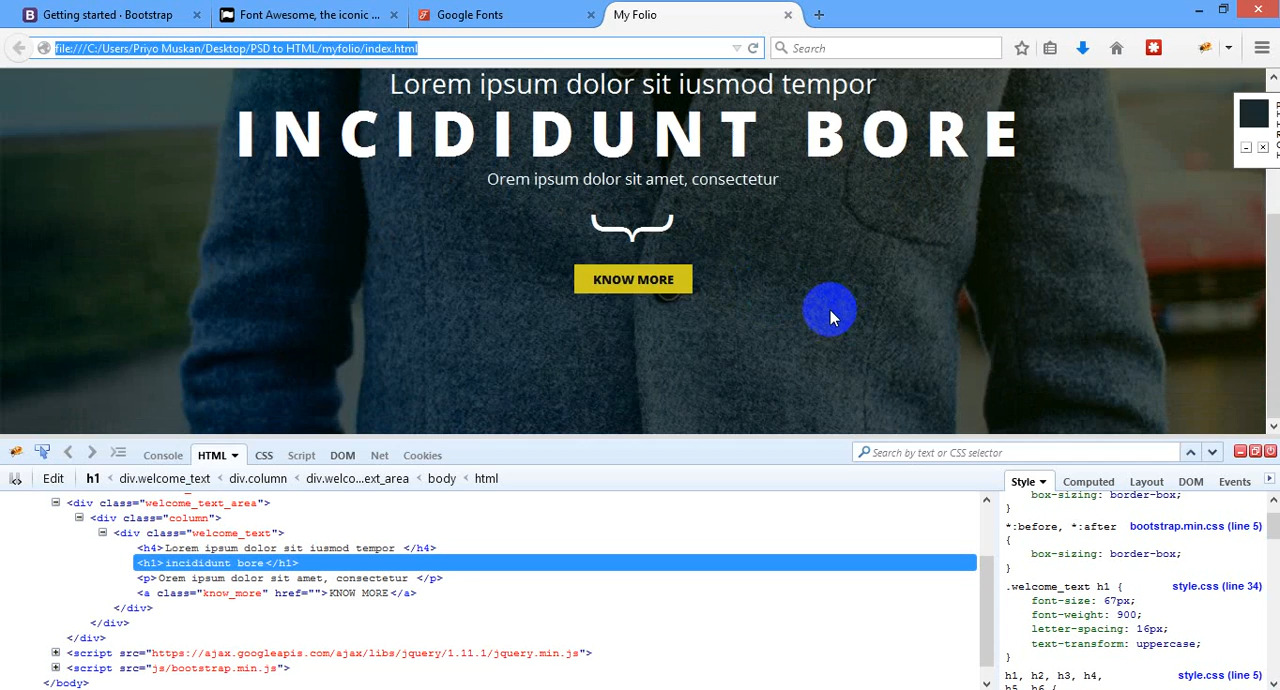 Getting started · Bootstrap
Font Awesome, the iconic ...
Google Fonts
My Folio
file:///C:/Users/Priyo Muskan/Desktop/PSD to HTML/myfolio/index.html
Search
Lorem ipsum dolor sit iusmod tempor
INCIDIDUNT BORE
Orem ipsum dolor sit amet, consectetur
KNOW MORE
Console HTML CSS Script DOM Net Cookies
Search by text or CSS selector
Edit h1 < div.welcome_text < div.column < div.welco...ext_area < body < html
Style Computed Layout DOM Events
<div class="welcome_text_area">
<div class="column">
<div class="welcome_text">
<h4>Lorem ipsum dolor sit iusmod tempor </h4>
<h1>incididunt bore</h1>
<p>Orem ipsum dolor sit amet, consectetur </p>
<a class="know_more" href="">KNOW MORE</a>
</div>
</div>
</div>
<script src="https://ajax.googleapis.com/ajax/libs/jquery/1.11.1/jquery.min.js">
<script src="js/bootstrap.min.js">
</body>
box-sizing: border-box;
}
*:before, *:after bootstrap.min.css (line 5)
{
box-sizing: border-box;
}
.welcome_text h1 { style.css (line 34)
font-size: 67px;
font-weight: 900;
letter-spacing: 16px;
text-transform: uppercase;
}
h1, h2, h3, h4, style.css (line 5)